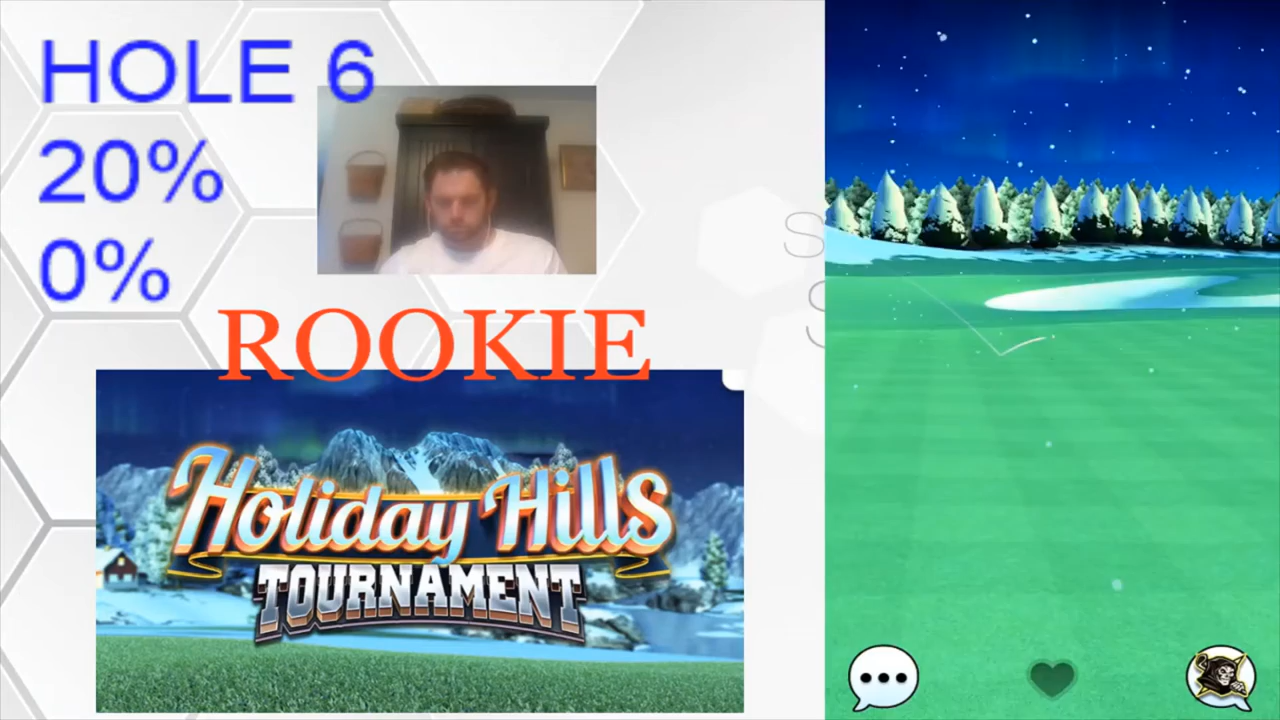 HOLE 6
20%
0%
ROOKIE
Holiday Hills
TOURNAMENT
S
S